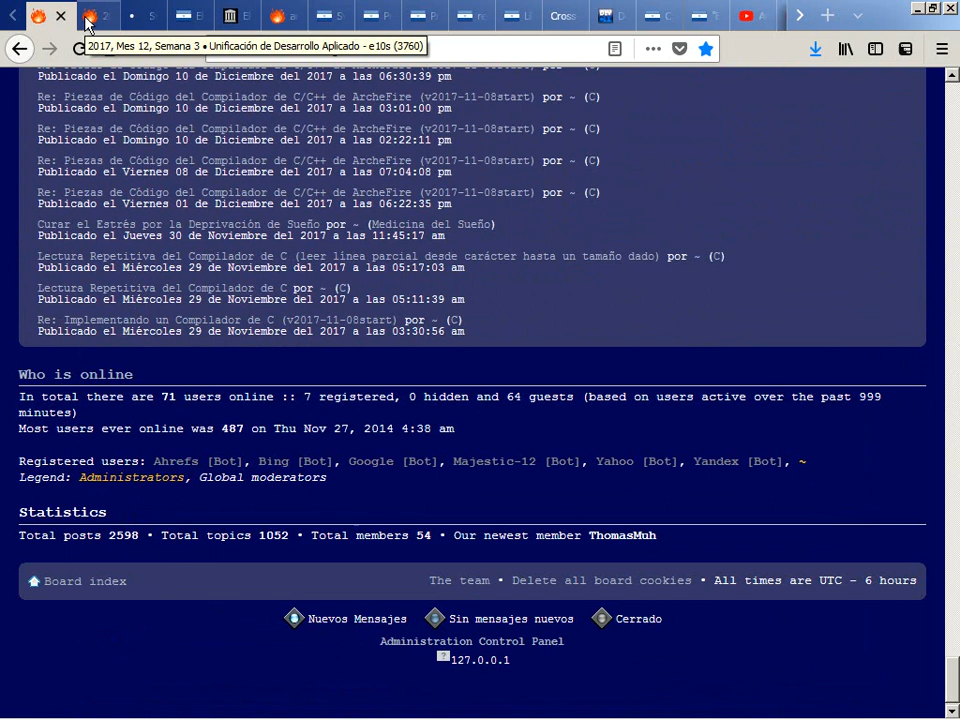 2
S
E
E
a
S
P
P
r
L
Cross
D
C
"E
A
2017, Mes 12, Semana 3 • Unificación de Desarrollo Aplicado - e10s (3760)
Publicado el Domingo 10 de Diciembre del 2017 a las 06:30:39 pm
Re: Piezas de Código del Compilador de C/C++ de ArcheFire (v2017-11-08start) por ~ (C)
Publicado el Domingo 10 de Diciembre del 2017 a las 03:01:00 pm
Re: Piezas de Código del Compilador de C/C++ de ArcheFire (v2017-11-08start) por ~ (C)
Publicado el Domingo 10 de Diciembre del 2017 a las 02:22:11 pm
Re: Piezas de Código del Compilador de C/C++ de ArcheFire (v2017-11-08start) por ~ (C)
Publicado el Viernes 08 de Diciembre del 2017 a las 07:04:08 pm
Re: Piezas de Código del Compilador de C/C++ de ArcheFire (v2017-11-08start) por ~ (C)
Publicado el Viernes 01 de Diciembre del 2017 a las 06:22:35 pm
Curar el Estrés por la Deprivación de Sueño por ~ (Medicina del Sueño)
Publicado el Jueves 30 de Noviembre del 2017 a las 11:45:17 am
Lectura Repetitiva del Compilador de C (leer línea parcial desde carácter hasta un tamaño dado) por ~ (C)
Publicado el Miércoles 29 de Noviembre del 2017 a las 05:17:03 am
Lectura Repetitiva del Compilador de C por ~ (C)
Publicado el Miércoles 29 de Noviembre del 2017 a las 05:11:39 am
Re: Implementando un Compilador de C (v2017-11-08start) por ~ (C)
Publicado el Miércoles 29 de Noviembre del 2017 a las 03:30:56 am
Who is online
In total there are 71 users online :: 7 registered, 0 hidden and 64 guests (based on users active over the past 999
minutes)
Most users ever online was 487 on Thu Nov 27, 2014 4:38 am
Registered users: Ahrefs [Bot], Bing [Bot], Google [Bot], Majestic-12 [Bot], Yahoo [Bot], Yandex [Bot], ~
Legend: Administrators, Global moderators
Statistics
Total posts 2598 • Total topics 1052 • Total members 54 • Our newest member ThomasMuh
Board index The team • Delete all board cookies • All times are UTC - 6 hours
Nuevos Mensajes Sin mensajes nuevos Cerrado
Administration Control Panel
127.0.0.1